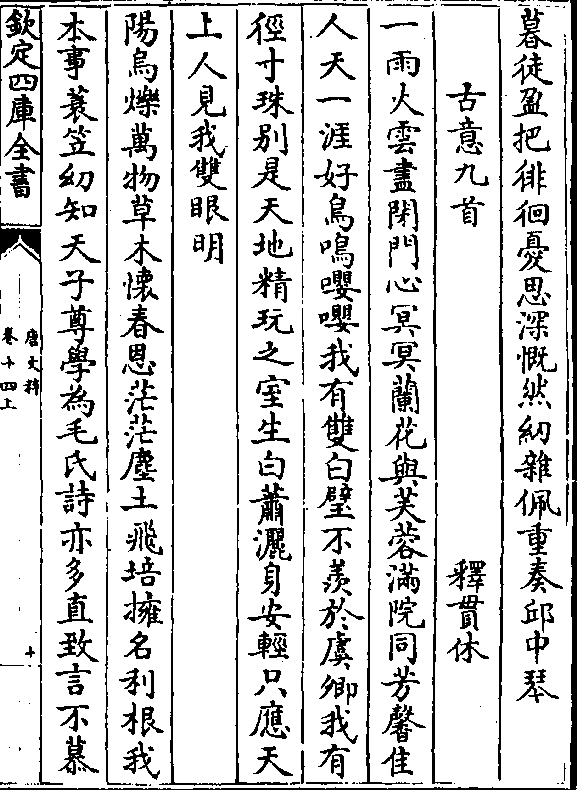 暮徒盈把徘徊憂思深慨然紉雜佩重奏邱中琴
古意九首 釋貫休
一雨火雲盡閉門心冥冥蘭花與芙蓉滿院同芳馨佳
人天一涯好鳥鳴嚶嚶我有雙白璧不羡於虞卿我有
徑寸珠别是天地精玩之室生白蕭灑身安輕只應天
上人見我雙眼明
陽烏爍萬物草木懷春恩茫茫塵土飛培擁名利根我
本事蓑笠幼知天子尊學為毛氏詩亦多直致言不慕
欽定四庫全書
唐文粹
卷十四上
十